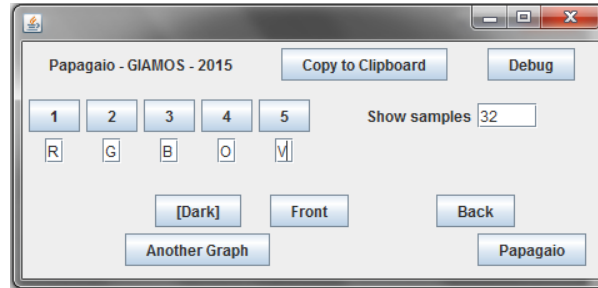 Papagaio - GIAMOS - 2015 Copy to Clipboard Debug
1 2 3 4 5 Show samples 32
R G B O V
[Dark] Front Back
Another Graph Papagaio